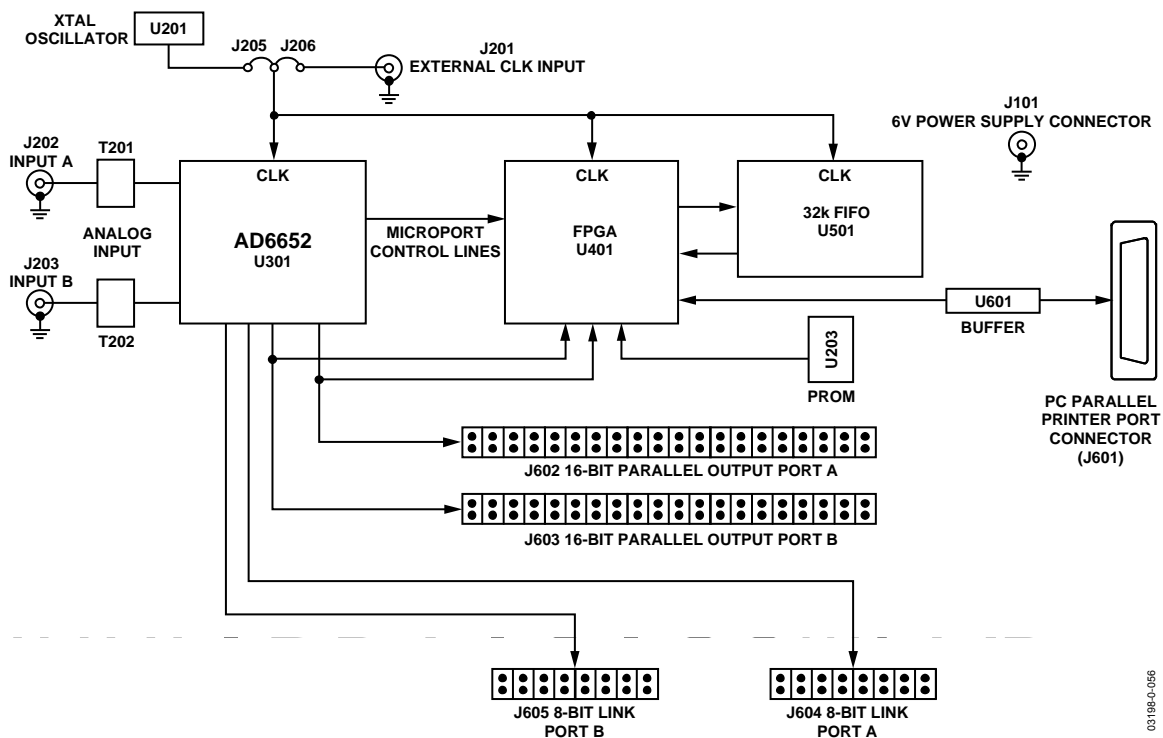 XTAL
OSCILLATOR
U201
J205
J206
J201
EXTERNAL CLK INPUT
J101
6V POWER SUPPLY CONNECTOR
J202
INPUT A
T201
CLK
AD6652
U301
ANALOG
INPUT
J203
INPUT B
T202
MICROPORT
CONTROL LINES
CLK
FPGA
U401
CLK
32k FIFO
U501
U601
BUFFER
U203
PROM
PC PARALLEL
PRINTER PORT
CONNECTOR
(J601)
J602 16-BIT PARALLEL OUTPUT PORT A
J603 16-BIT PARALLEL OUTPUT PORT B
J605 8-BIT LINK
PORT B
J604 8-BIT LINK
PORT A
03198-0-056